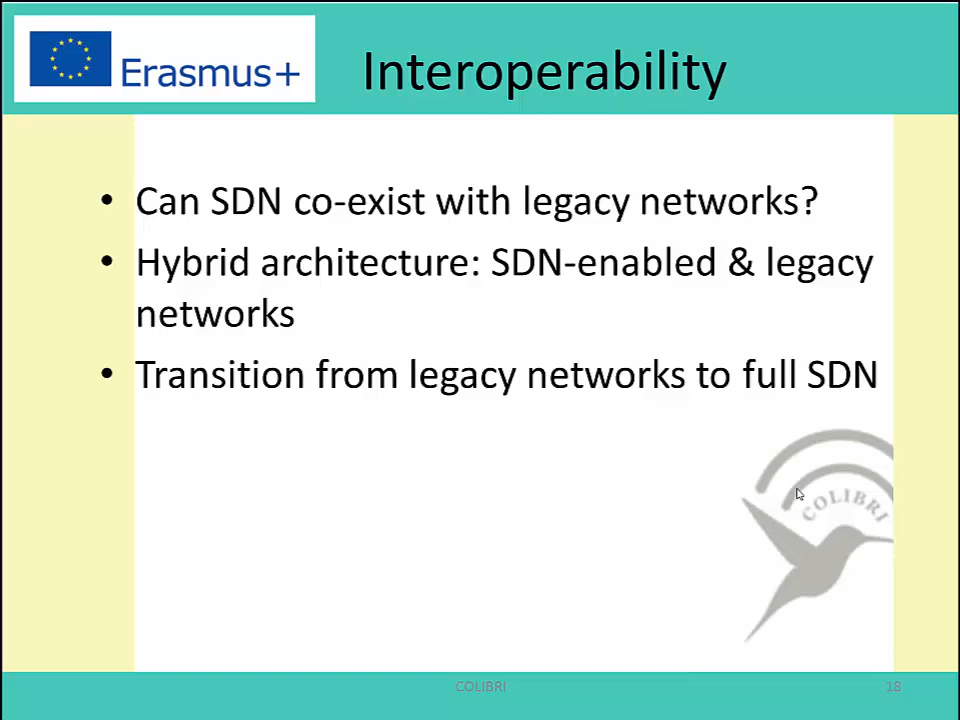 Erasmus+
Interoperability
• Can SDN co-exist with legacy networks?
• Hybrid architecture: SDN-enabled & legacy
networks
• Transition from legacy networks to full SDN
COLIBRI
COLIBRI
18